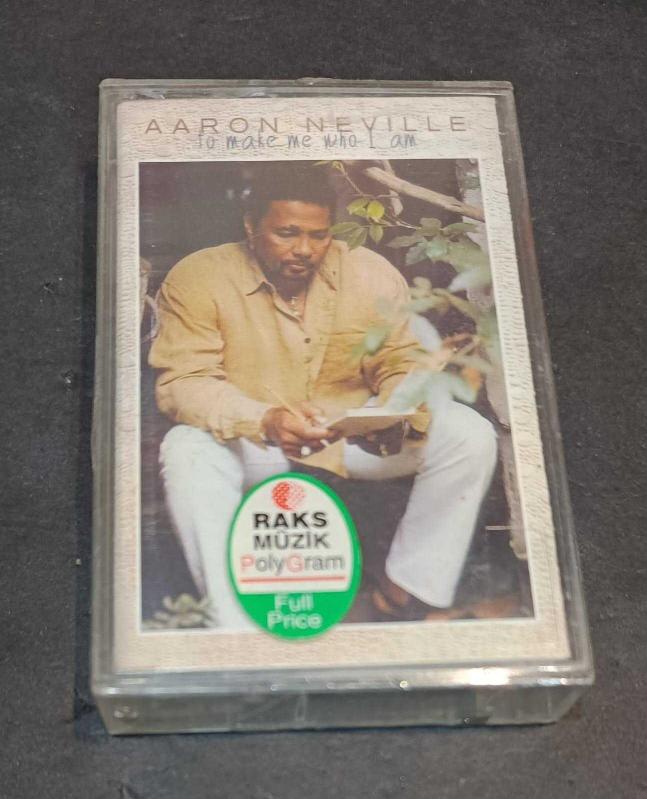 AARON NEVILLE
To make me who I am
RAKS
MÜZİK
PolyGram
Full
Price